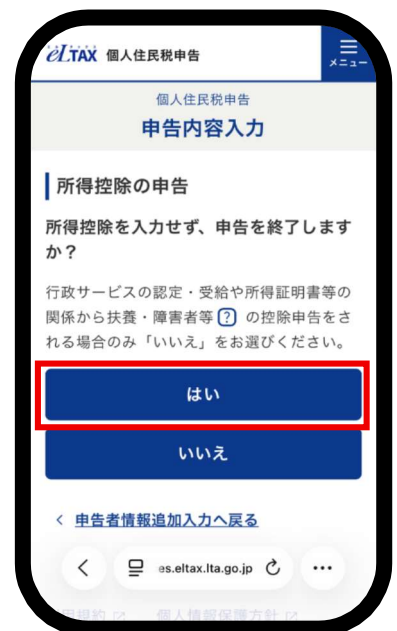 eLTAX 個人住民税申告
メニュー
個人住民税申告
申告内容入力
所得控除の申告
所得控除を入力せず、申告を終了します
か？
行政サービスの認定・受給や所得証明書等の
関係から扶養・障害者等 ? の控除申告をさ
れる場合のみ「いいえ」をお選びください。
はい
いいえ
< 申告者情報追加入力へ戻る
es.eltax.lta.go.jp
用規約 個人情報保護方針